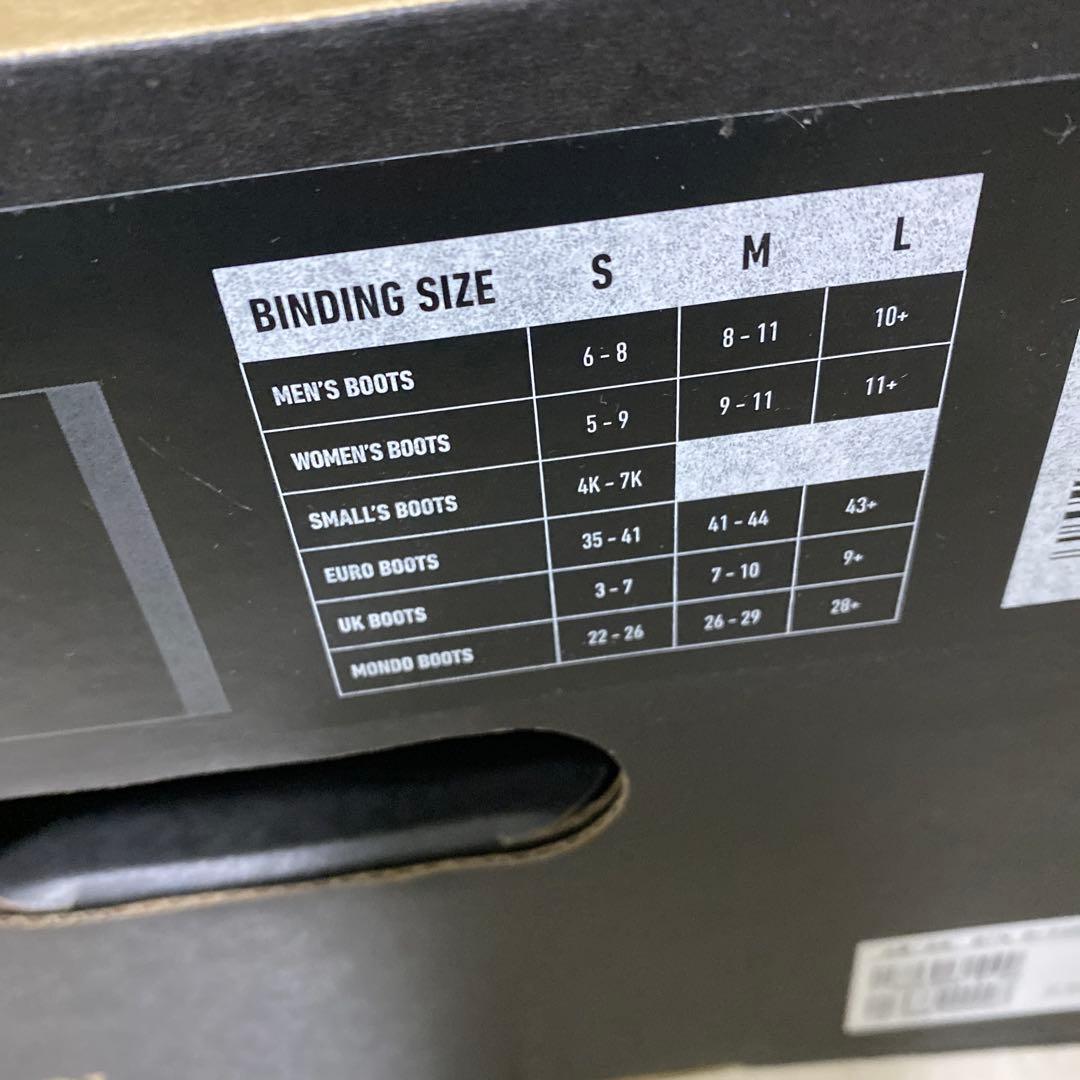 BINDING SIZE S M L
MEN'S BOOTS 6 - 8 8 - 11 10+
WOMEN'S BOOTS 5 - 9 9 - 11 11+
SMALL'S BOOTS 4K - 7K
EURO BOOTS 35 - 41 41 - 44 43+
UK BOOTS 3 - 7 7 - 10 9+
MONDO BOOTS 22 - 26 26 - 29 28+